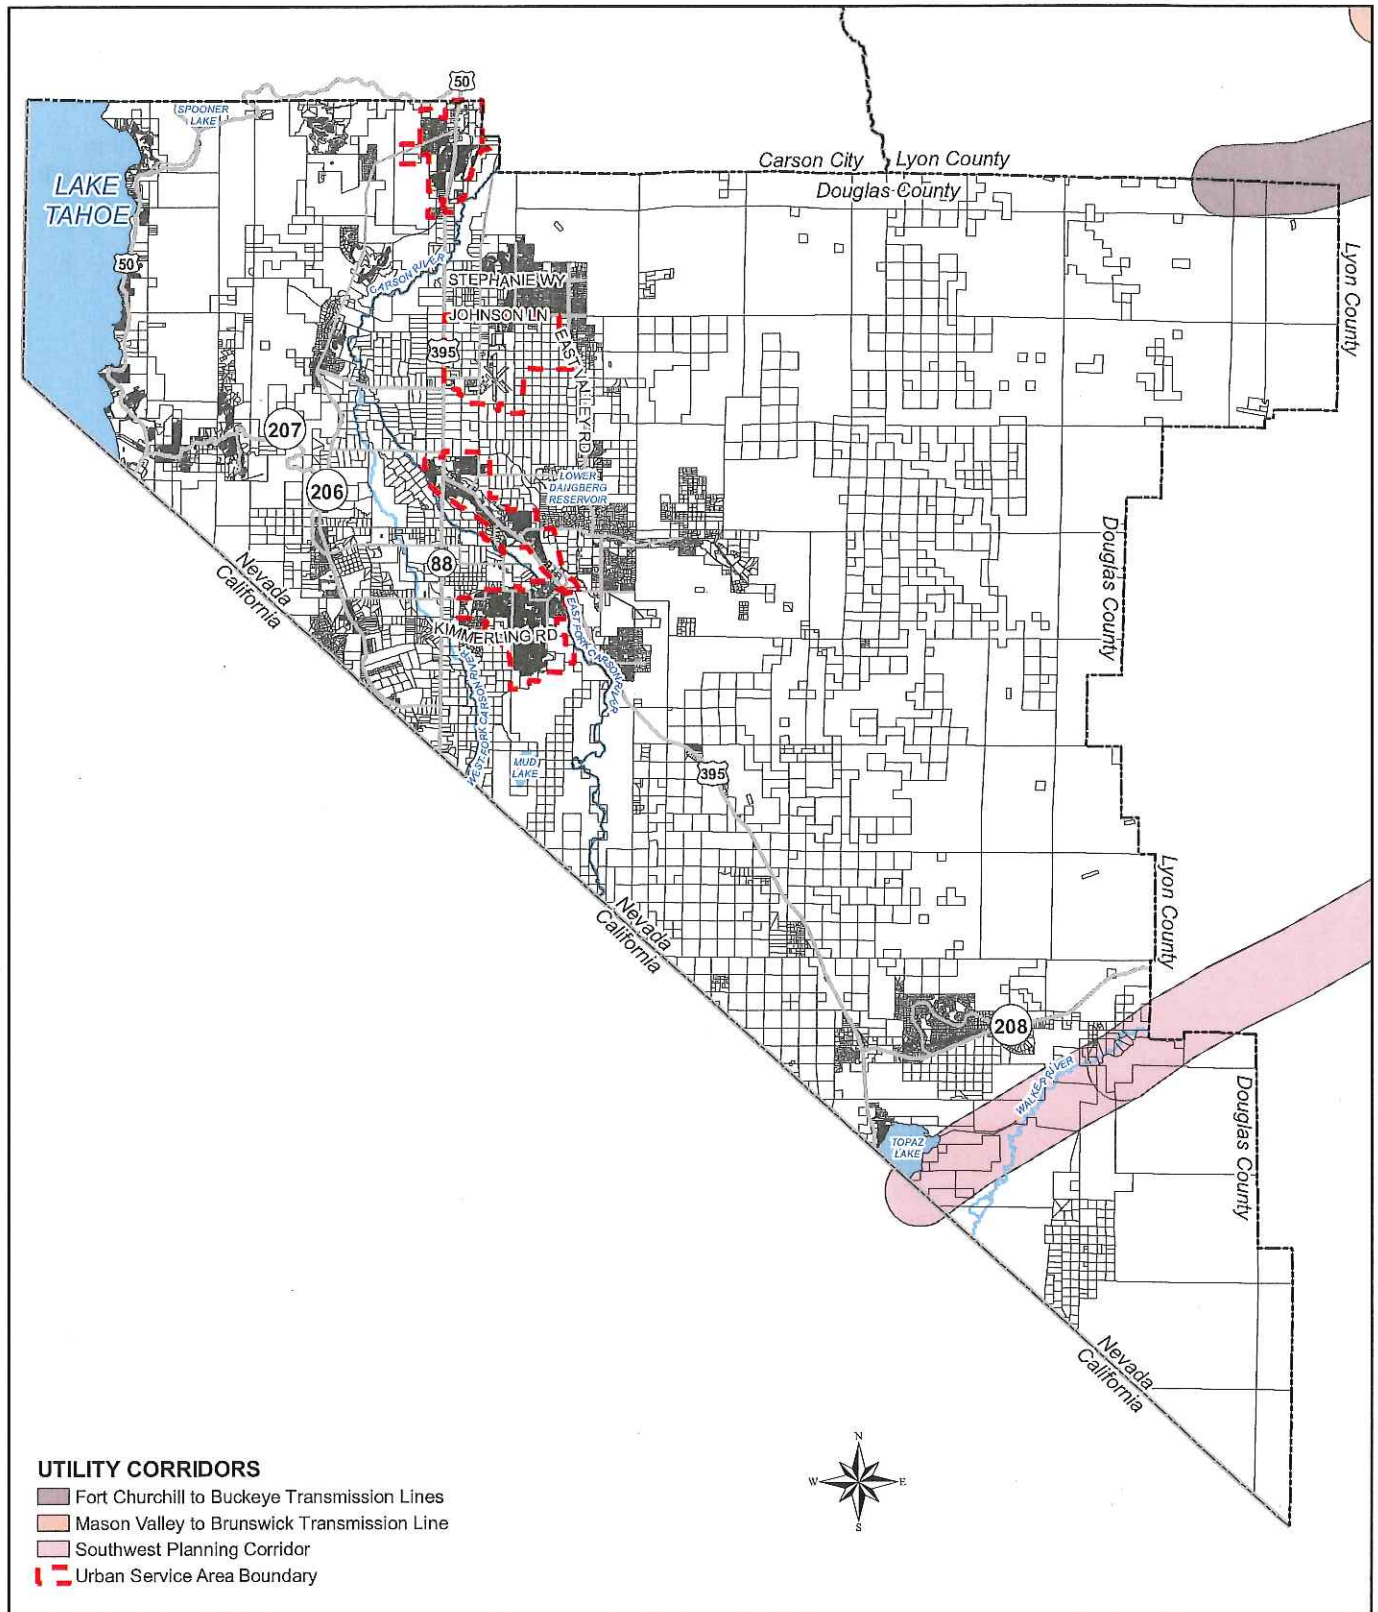 50
SPOONER
LAKE
Carson City
Lyon County
Douglas County
LAKE
TAHOE
50
Lyon County
CARSON RIVER
STEPHANIE WY
JOHNSON LN
395
EAST VALLEY RD
207
206
LOWER
DANGBERG
RESERVOIR
Nevada
California
88
Douglas County
KIMMERLING RD
EAST FORK CARSON RIVER
WEST FORK CARSON RIVER
MUD
LAKE
395
Lyon County
Nevada
California
208
WALKER RIVER
Douglas County
TOPAZ
LAKE
Nevada
California
N
W
E
S
UTILITY CORRIDORS
Fort Churchill to Buckeye Transmission Lines
Mason Valley to Brunswick Transmission Line
Southwest Planning Corridor
Urban Service Area Boundary